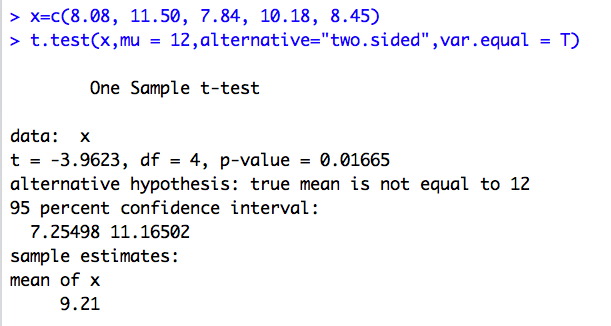 > x=c(8.08, 11.50, 7.84, 10.18, 8.45)
> t.test(x,mu = 12,alternative="two.sided",var.equal = T)
One Sample t-test
data:  x
t = -3.9623, df = 4, p-value = 0.01665
alternative hypothesis: true mean is not equal to 12
95 percent confidence interval:
7.25498 11.16502
sample estimates:
mean of x
9.21